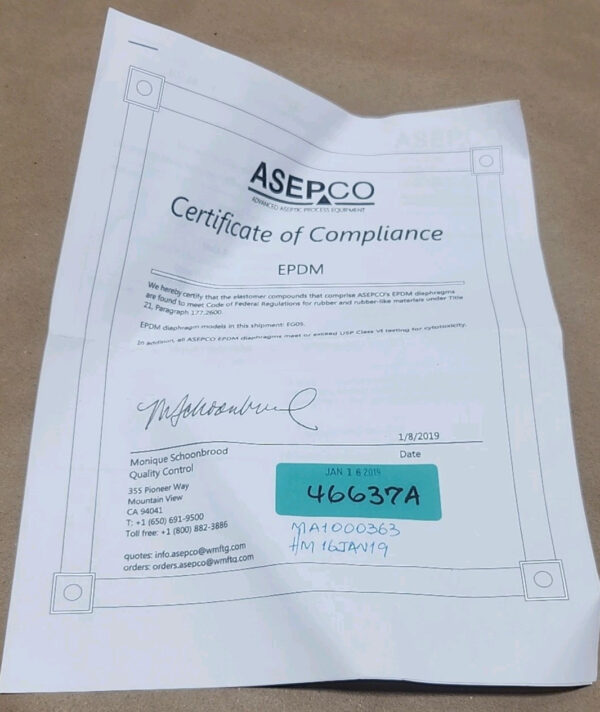 ASEPCO
ADVANCED ASEPTIC PROCESS EQUIPMENT
Certificate of Compliance
EPDM
We hereby certify that the elastomer compounds that comprise ASEPCO's EPDM diaphragms
are found to meet Code of Federal Regulations for rubber and rubber-like materials under Title
21, Paragraph 177.2600.
EPDM diaphragm models in this shipment: EG05.
In addition, all ASEPCO EPDM diaphragms meet or exceed USP Class VI testing for cytotoxicity.
MSchoonbrood
1/8/2019
Date
Monique Schoonbrood
Quality Control
355 Pioneer Way
Mountain View
CA 94041
T: +1 (650) 691-9500
Toll free: +1 (800) 882-3886
quotes: info.asepco@wmftg.com
orders: orders.asepco@wmftg.com
JAN 16 2019
46637A
MA1000363
HM 16JAN19